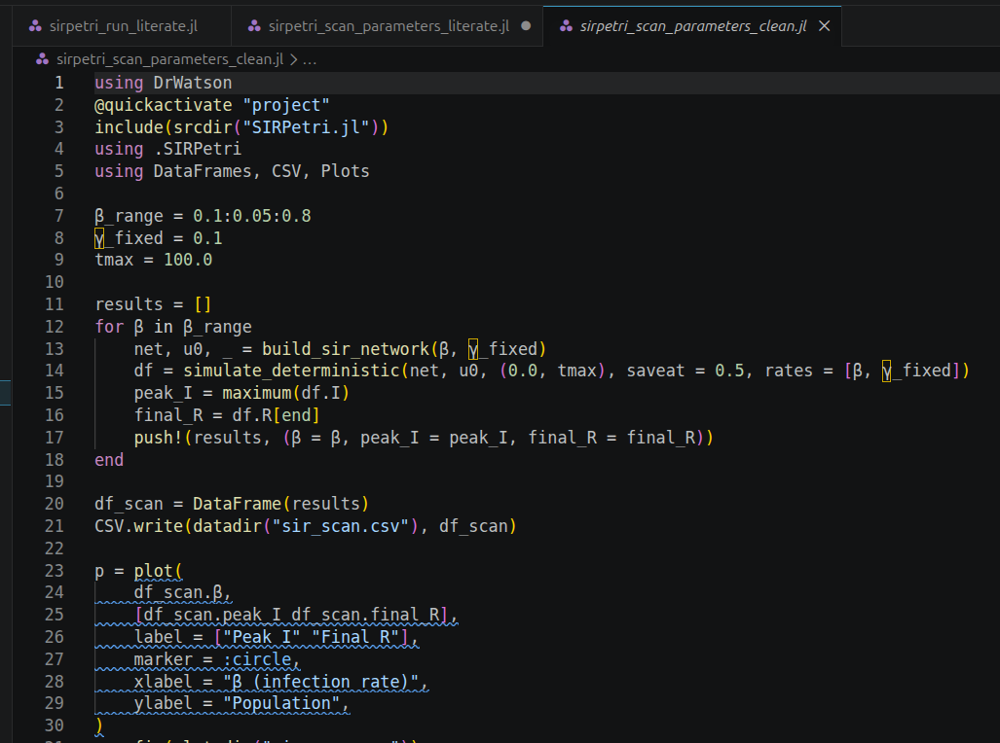 sirpetri_run_literate.jl sirpetri_scan_parameters_literate.jl sirpetri_scan_parameters_clean.jl
sirpetri_scan_parameters_clean.jl > ...
1 using DrWatson
2 @quickactivate "project"
3 include(srcdir("SIRPetri.jl"))
4 using .SIRPetri
5 using DataFrames, CSV, Plots
6
7 β_range = 0.1:0.05:0.8
8 γ_fixed = 0.1
9 tmax = 100.0
10
11 results = []
12 for β in β_range
13     net, u0, _ = build_sir_network(β, γ_fixed)
14     df = simulate_deterministic(net, u0, (0.0, tmax), saveat = 0.5, rates = [β, γ_fixed])
15     peak_I = maximum(df.I)
16     final_R = df.R[end]
17     push!(results, (β = β, peak_I = peak_I, final_R = final_R))
18 end
19
20 df_scan = DataFrame(results)
21 CSV.write(datadir("sir_scan.csv"), df_scan)
22
23 p = plot(
24     df_scan.β,
25     [df_scan.peak_I df_scan.final_R],
26     label = ["Peak I" "Final R"],
27     marker = :circle,
28     xlabel = "β (infection rate)",
29     ylabel = "Population",
30 )